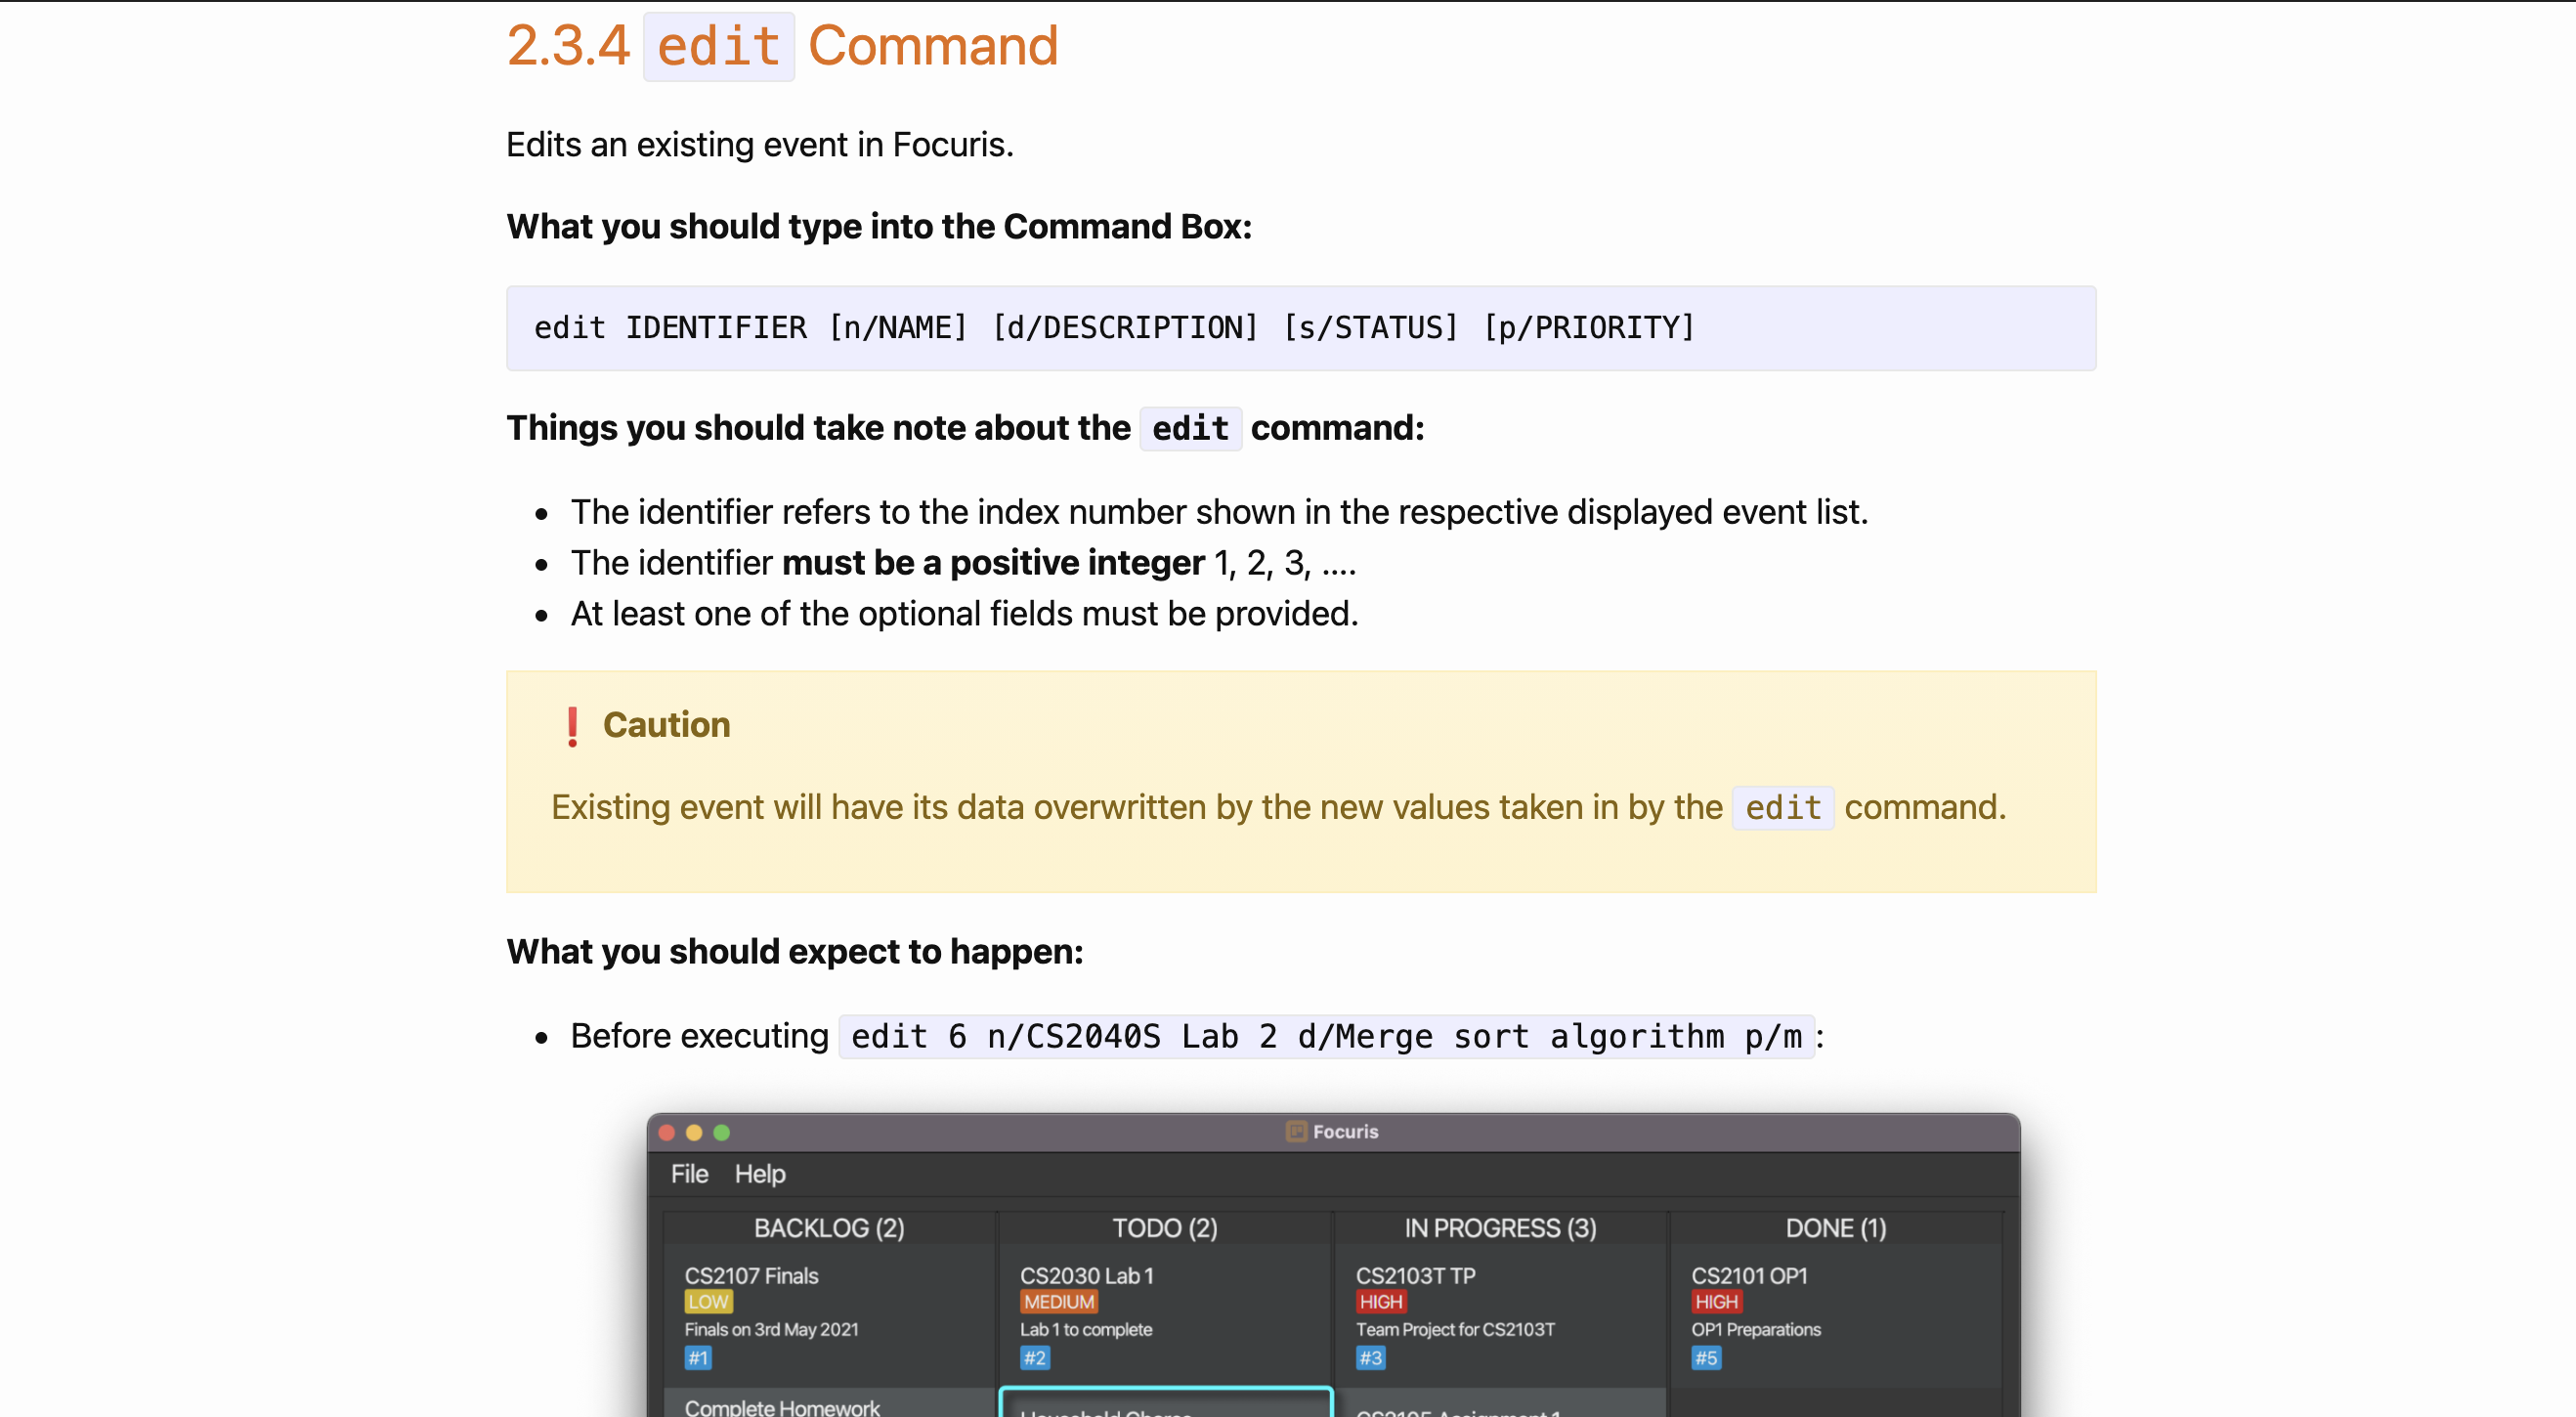 2.3.4 edit Command
Edits an existing event in Focuris.
What you should type into the Command Box:
edit IDENTIFIER [n/NAME] [d/DESCRIPTION] [s/STATUS] [p/PRIORITY]
Things you should take note about the edit command:
• The identifier refers to the index number shown in the respective displayed event list.
• The identifier must be a positive integer 1, 2, 3, ....
• At least one of the optional fields must be provided.
❗ Caution
Existing event will have its data overwritten by the new values taken in by the edit command.
What you should expect to happen:
• Before executing edit 6 n/CS2040S Lab 2 d/Merge sort algorithm p/m:
Focuris
File Help
BACKLOG (2) TODO (2) IN PROGRESS (3) DONE (1)
CS2107 Finals CS2030 Lab 1 CS2103T TP CS2101 OP1
LOW MEDIUM HIGH HIGH
Finals on 3rd May 2021 Lab 1 to complete Team Project for CS2103T OP1 Preparations
#1 #2 #3 #5
Complete Homework Household Chores CS2105 Assignment 1